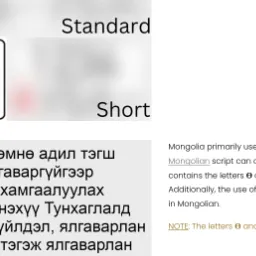 Standard
Short
өмнө адил тэгш
гаваргүйгээр
хамгаалуулах
нэхүү Тунхаглалд
үйлдэл, ялгаварлан
тэгэж ялгаварлан
Mongolia primarily use
Mongolian script can
contains the letters ө
Additionally, the use of
in Mongolian.
NOTE: The letters ө and